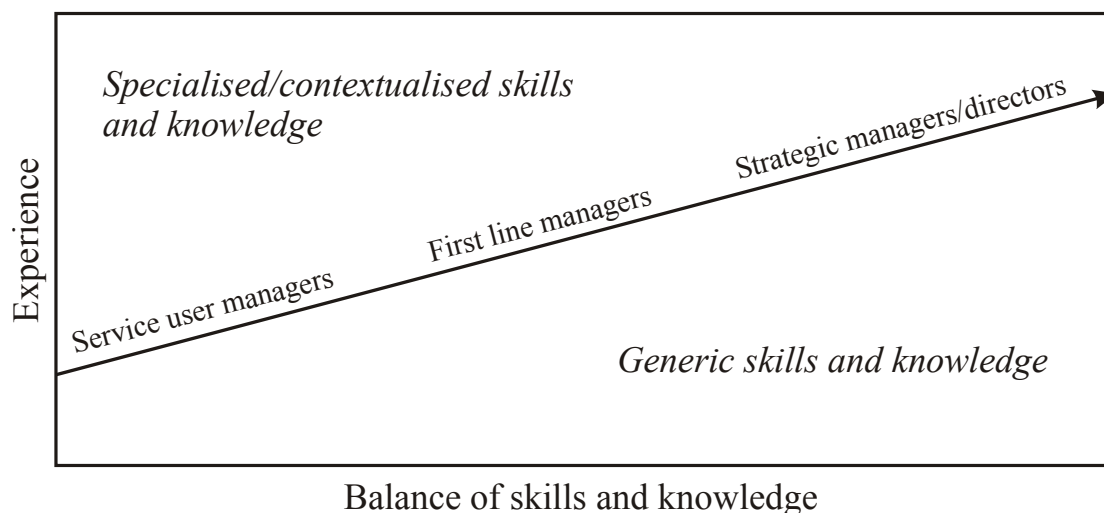 Specialised/contextualised skills
and knowledge
Strategic managers/directors
First line managers
Service user managers
Generic skills and knowledge
Experience
Balance of skills and knowledge